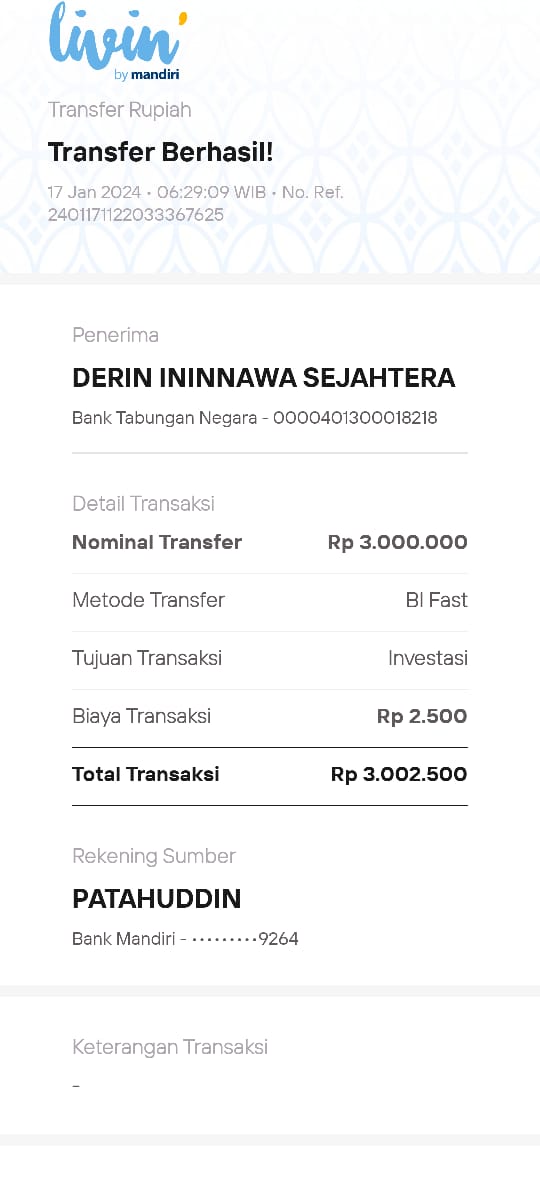 livin'
by mandiri
Transfer Rupiah
Transfer Berhasil!
17 Jan 2024 • 06:29:09 WIB • No. Ref.
2401171122033367625
Penerima
DERIN ININNAWA SEJAHTERA
Bank Tabungan Negara - 0000401300018218
Detail Transaksi
Nominal Transfer Rp 3.000.000
Metode Transfer BI Fast
Tujuan Transaksi Investasi
Biaya Transaksi Rp 2.500
Total Transaksi Rp 3.002.500
Rekening Sumber
PATAHUDDIN
Bank Mandiri - •••••••••9264
Keterangan Transaksi
-